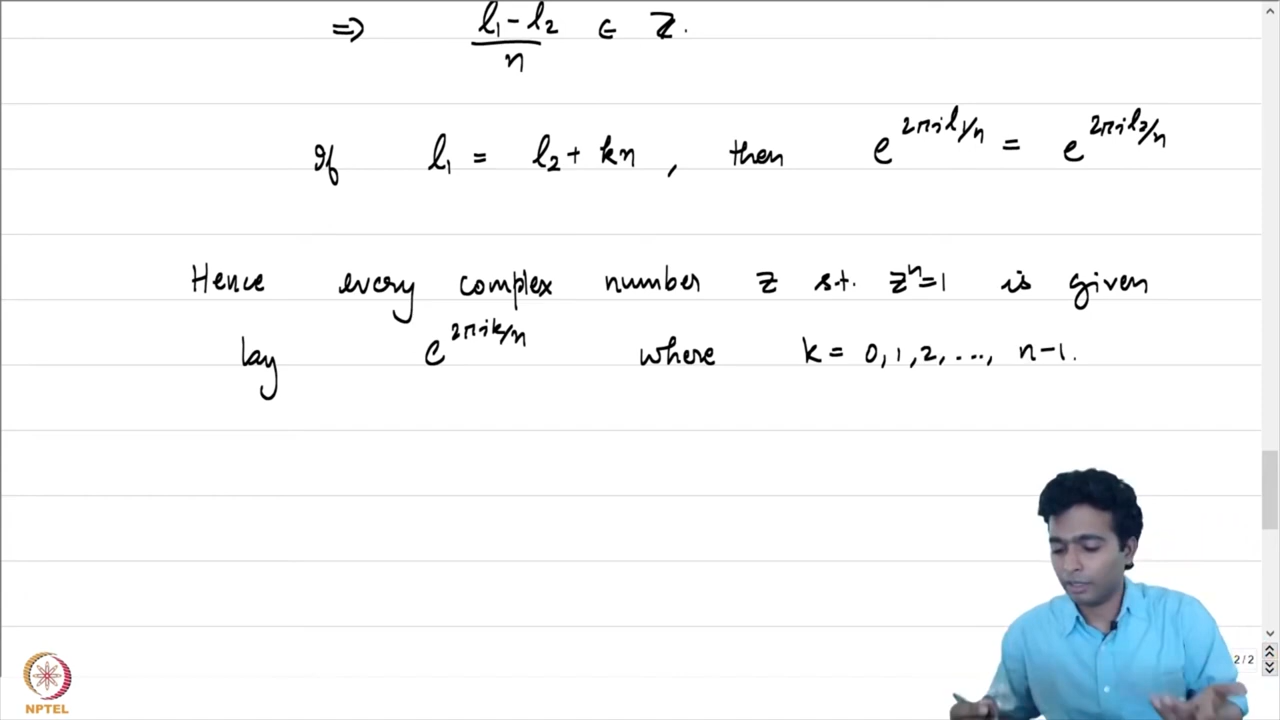 ⇒ l₁ - l₂ / n ∈ ℤ.
If l₁ = l₂ + kn, then e^{2πil₁/n} = e^{2πil₂/n}
Hence every complex number z s.t. zⁿ=1 is given
by e^{2πik/n} where k = 0, 1, 2, ..., n-1.
2/2
NPTEL